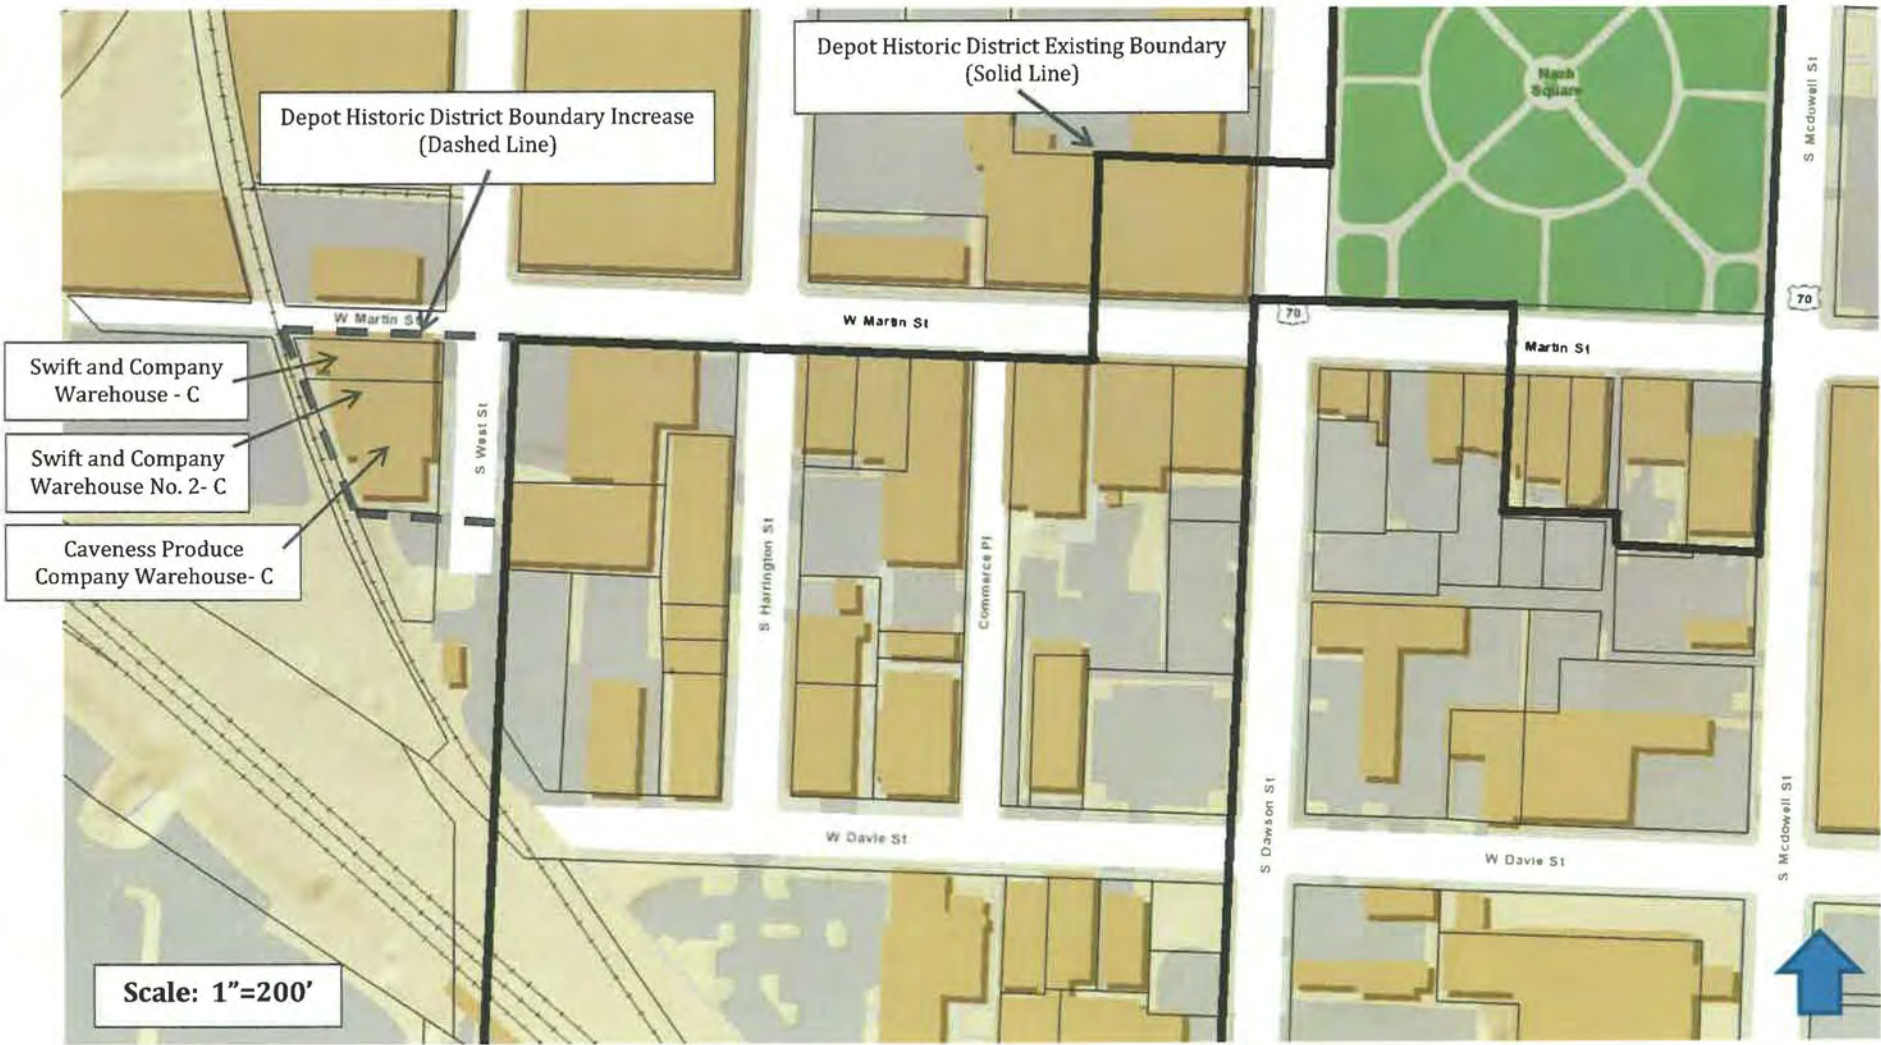 Depot Historic District Existing Boundary
(Solid Line)
Nash
Square
S Mcdowell St
Depot Historic District Boundary Increase
(Dashed Line)
70
70
W Martin St
W Martin St
Martin St
Swift and Company
Warehouse - C
S West St
Swift and Company
Warehouse No. 2- C
Caveness Produce
Company Warehouse- C
S Harrington St
Commerce Pl
S Dawson St
S Mcdowell St
W Davie St
W Davie St
Scale: 1"=200'